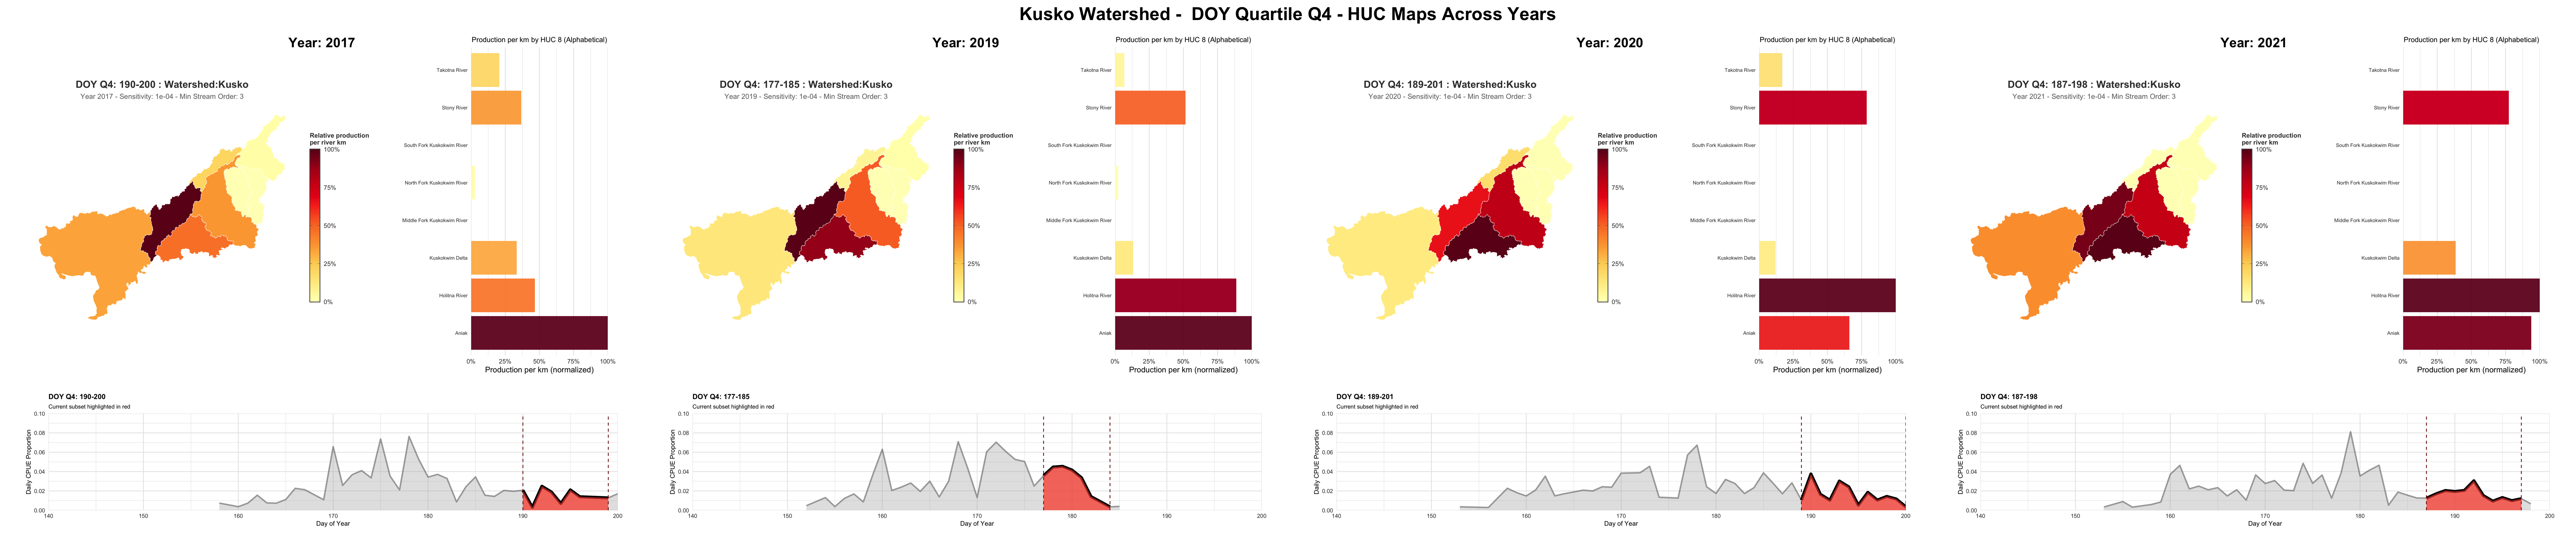 Kusko Watershed -  DOY Quartile Q4 - HUC Maps Across Years
Year: 2017
DOY Q4: 190-200 : Watershed:Kusko
Year 2017 - Sensitivity: 1e-04 - Min Stream Order: 3
Relative production
per river km
100%
75%
50%
25%
0%
Production per km by HUC 8 (Alphabetical)
Takotna River
Stony River
South Fork Kuskokwim River
North Fork Kuskokwim River
Middle Fork Kuskokwim River
Kuskokwim Delta
Holitna River
Aniak
0% 25% 50% 75% 100%
Production per km (normalized)
DOY Q4: 190-200
Current subset highlighted in red
Daily CPUE Proportion
0.10
0.08
0.06
0.04
0.02
0.00
140 150 160 170 180 190 200
Day of Year
Year: 2019
DOY Q4: 177-185 : Watershed:Kusko
Year 2019 - Sensitivity: 1e-04 - Min Stream Order: 3
Relative production
per river km
100%
75%
50%
25%
0%
Production per km by HUC 8 (Alphabetical)
Takotna River
Stony River
South Fork Kuskokwim River
North Fork Kuskokwim River
Middle Fork Kuskokwim River
Kuskokwim Delta
Holitna River
Aniak
0% 25% 50% 75% 100%
Production per km (normalized)
DOY Q4: 177-185
Current subset highlighted in red
Daily CPUE Proportion
0.10
0.08
0.06
0.04
0.02
0.00
140 150 160 170 180 190 200
Day of Year
Year: 2020
DOY Q4: 189-201 : Watershed:Kusko
Year 2020 - Sensitivity: 1e-04 - Min Stream Order: 3
Relative production
per river km
100%
75%
50%
25%
0%
Production per km by HUC 8 (Alphabetical)
Takotna River
Stony River
South Fork Kuskokwim River
North Fork Kuskokwim River
Middle Fork Kuskokwim River
Kuskokwim Delta
Holitna River
Aniak
0% 25% 50% 75% 100%
Production per km (normalized)
DOY Q4: 189-201
Current subset highlighted in red
Daily CPUE Proportion
0.10
0.08
0.06
0.04
0.02
0.00
140 150 160 170 180 190 200
Day of Year
Year: 2021
DOY Q4: 187-198 : Watershed:Kusko
Year 2021 - Sensitivity: 1e-04 - Min Stream Order: 3
Relative production
per river km
100%
75%
50%
25%
0%
Production per km by HUC 8 (Alphabetical)
Takotna River
Stony River
South Fork Kuskokwim River
North Fork Kuskokwim River
Middle Fork Kuskokwim River
Kuskokwim Delta
Holitna River
Aniak
0% 25% 50% 75% 100%
Production per km (normalized)
DOY Q4: 187-198
Current subset highlighted in red
Daily CPUE Proportion
0.10
0.08
0.06
0.04
0.02
0.00
140 150 160 170 180 190 200
Day of Year